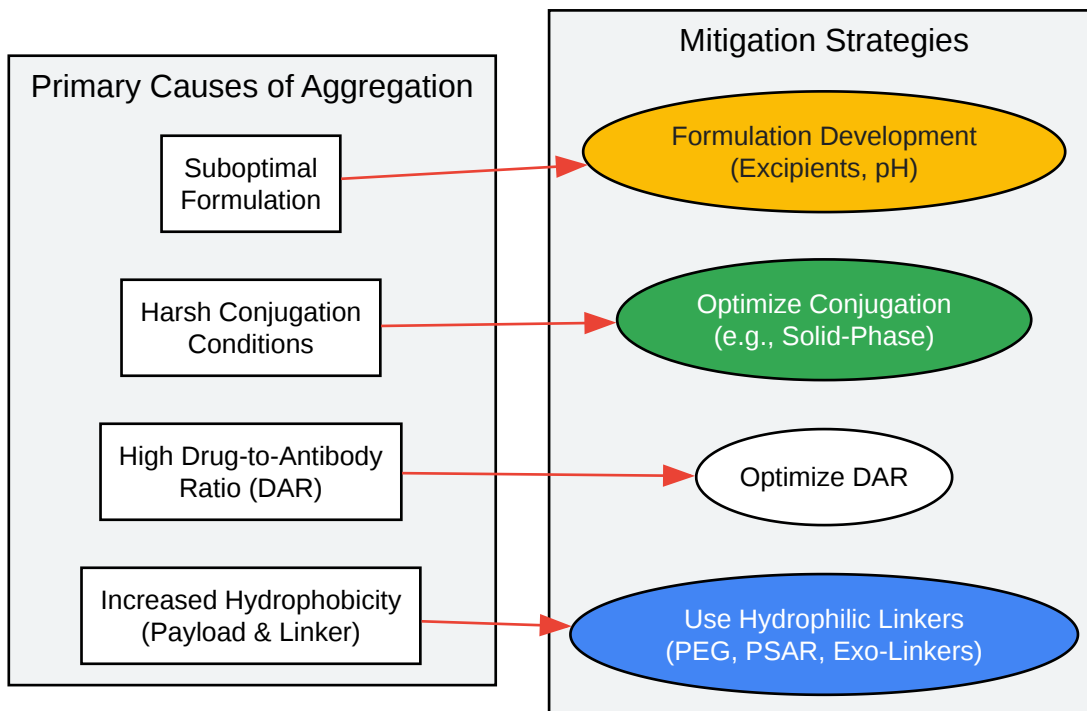 Primary Causes of Aggregation
Suboptimal
Formulation
Harsh Conjugation
Conditions
High Drug-to-Antibody
Ratio (DAR)
Increased Hydrophobicity
(Payload & Linker)
Mitigation Strategies
Formulation Development
(Excipients, pH)
Optimize Conjugation
(e.g., Solid-Phase)
Optimize DAR
Use Hydrophilic Linkers
(PEG, PSAR, Exo-Linkers)